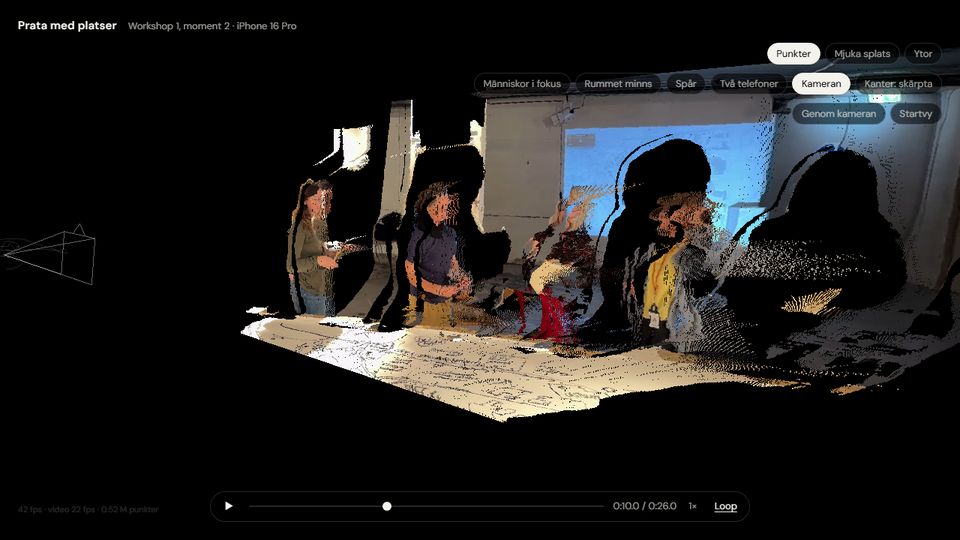 Prata med platser Workshop 1, moment 2 · iPhone 16 Pro
Punkter Mjuka splats Ytor
Människor i fokus Rummet minns Spår Två telefoner Kameran Kanter: skärpta
Genom kameran Startvy
42 fps · video 22 fps · 0.52 M punkter
0:10.0 / 0:26.0 1× Loop